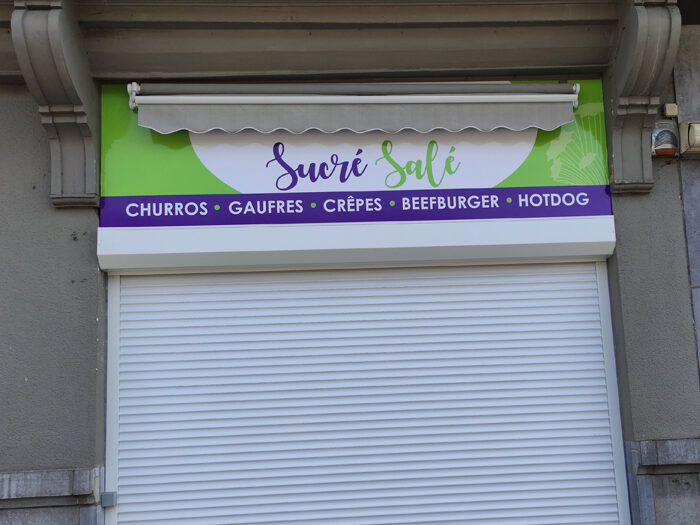 Sucré Salé
CHURROS • GAUFRES • CRÊPES • BEEFBURGER • HOTDOG